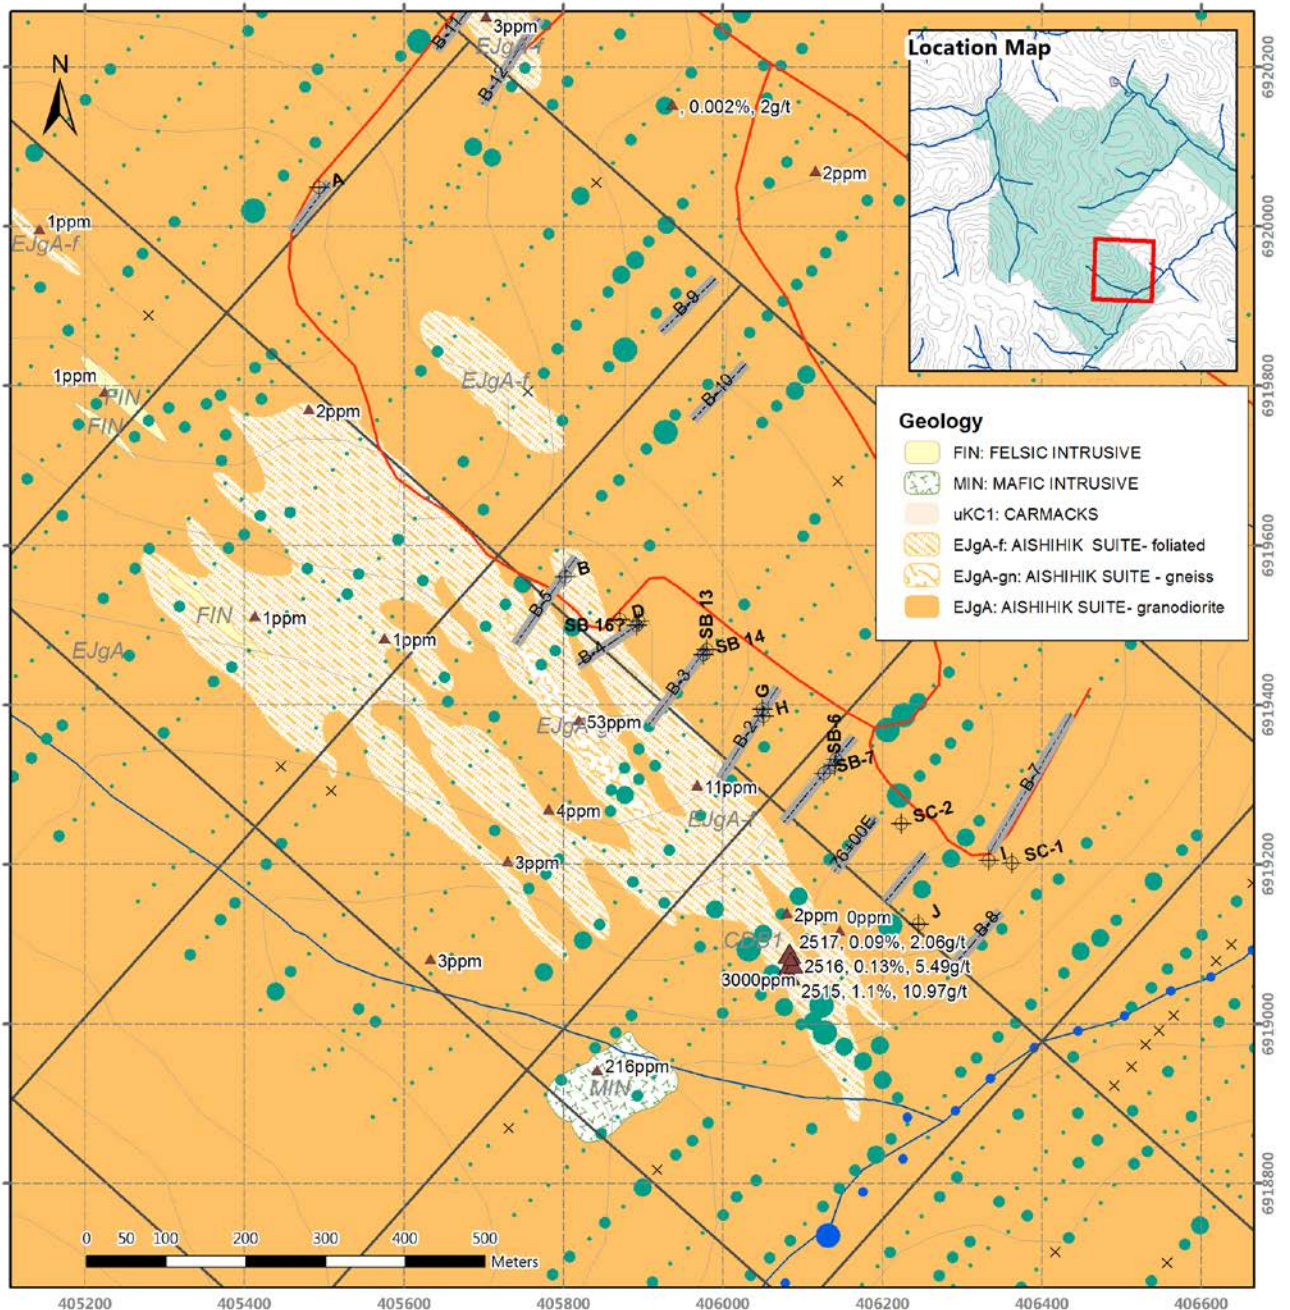 N
Location Map
B-11
3ppm
EJgA-f
B-12
, 0.002%, 2g/t
2ppm
A
1ppm
EJgA-f
B-9
B-10
EJgA-f
1ppm
FIN
FIN
2ppm
Geology
FIN: FELSIC INTRUSIVE
MIN: MAFIC INTRUSIVE
uKC1: CARMACKS
EJgA-f: AISHIHIK SUITE- foliated
EJgA-gn: AISHIHIK SUITE - gneiss
EJgA: AISHIHIK SUITE- granodiorite
B
B-5
FIN
1ppm
1ppm
EJgA
SB 16?
D
SB 13
SB 14
B-4
B-3
G
H
B-2
53ppm
SB-6
SB-7
B-7
11ppm
EJgA-f
4ppm
3ppm
76+00E
SC-2
I
SC-1
J
B-8
2ppm
0ppm
CDB1
2517, 0.09%, 2.06g/t
2516, 0.13%, 5.49g/t
3000ppm
2515, 1.1%, 10.97g/t
3ppm
216ppm
MIN
0 50 100 200 300 400 500
Meters
405200 405400 405600 405800 406000 406200 406400 406600
6920200
6920000
6919800
6919600
6919400
6919200
6919000
6918800